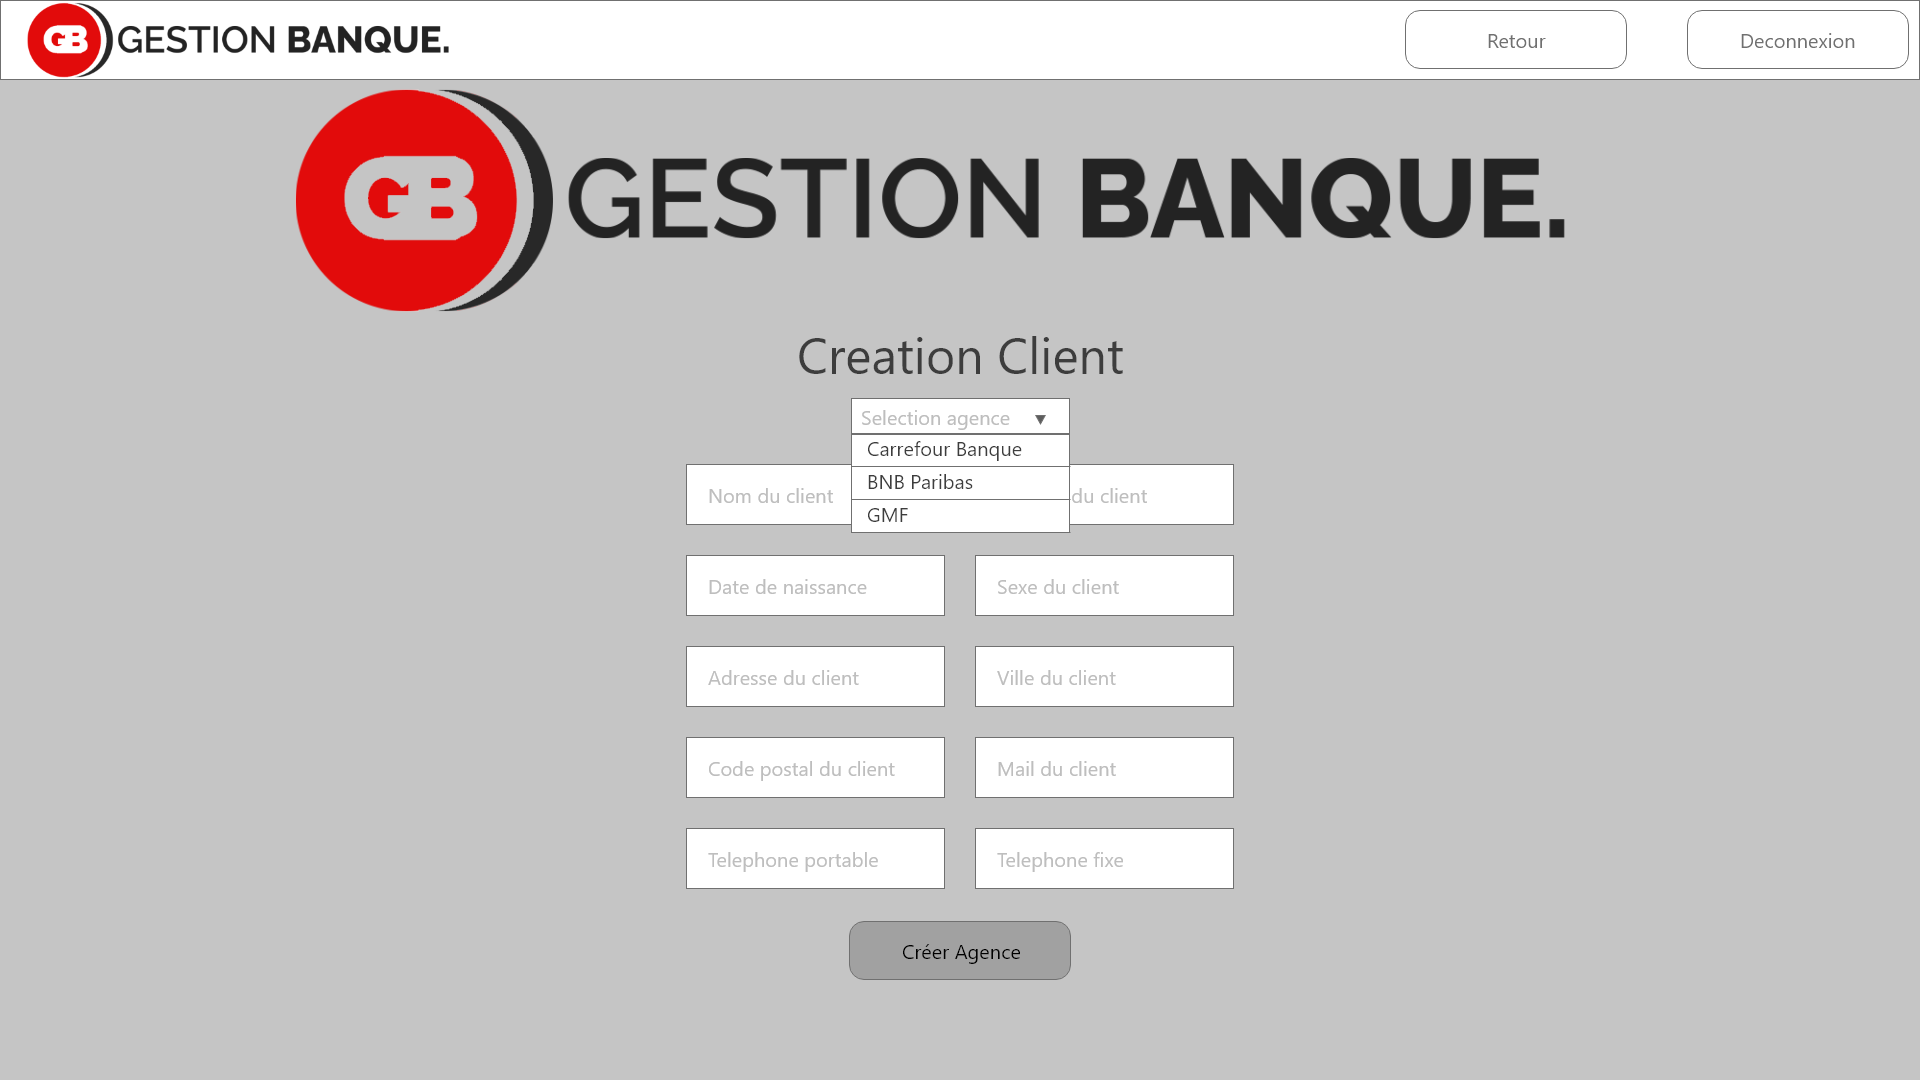 GB GESTION BANQUE.
Retour
Deconnexion
GB GESTION BANQUE.
Creation Client
Selection agence ▼
Carrefour Banque
BNB Paribas
GMF
Nom du client
du client
Date de naissance
Sexe du client
Adresse du client
Ville du client
Code postal du client
Mail du client
Telephone portable
Telephone fixe
Créer Agence